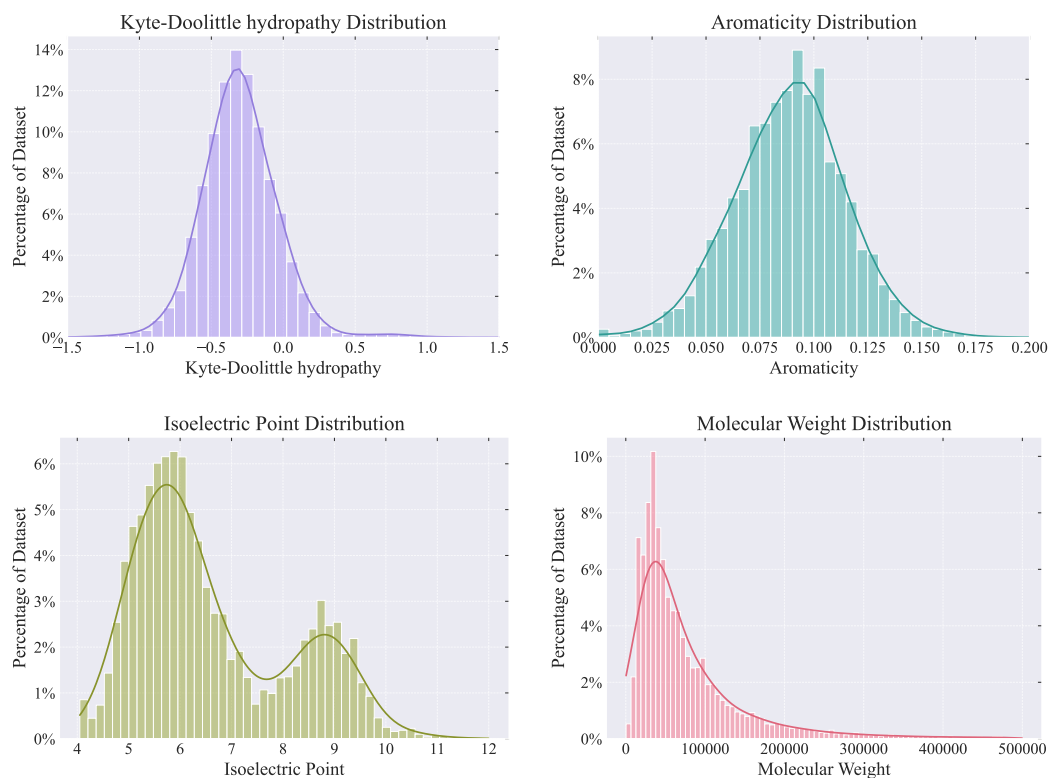 Kyte-Doolittle hydropathy Distribution
Percentage of Dataset
14%
12%
10%
8%
6%
4%
2%
0%
−1.5 −1.0 −0.5 0.0 0.5 1.0 1.5
Kyte-Doolittle hydropathy
Aromaticity Distribution
Percentage of Dataset
8%
6%
4%
2%
0%
0.000 0.025 0.050 0.075 0.100 0.125 0.150 0.175 0.200
Aromaticity
Isoelectric Point Distribution
Percentage of Dataset
6%
5%
4%
3%
2%
1%
0%
4 5 6 7 8 9 10 11 12
Isoelectric Point
Molecular Weight Distribution
Percentage of Dataset
10%
8%
6%
4%
2%
0%
0 100000 200000 300000 400000 500000
Molecular Weight